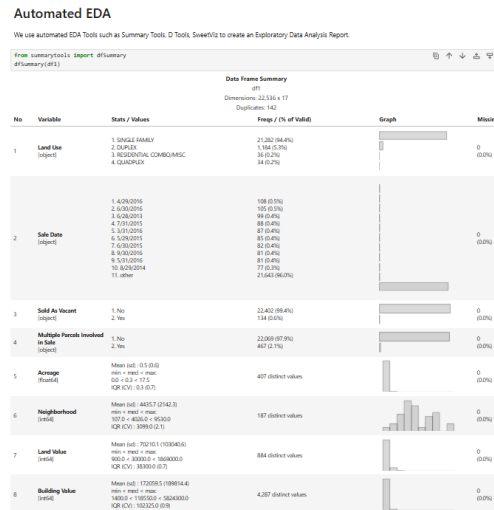 Automated EDA
We use automated EDA Tools such as Summary Tools, D Tools, SweetViz to create an Exploratory Data Analysis Report.
from summarytools import dfSummary
dfSummary(df1)
Data Frame Summary
df1
Dimensions: 22,536 x 17
Duplicates: 142
No Variable Stats / Values Freqs / (% of Valid) Graph Missin
1 Land Use [object]
1. SINGLE FAMILY 21,282 (94.4%)
2. DUPLEX 1,184 (5.3%)
3. RESIDENTIAL COMBO/MISC 36 (0.2%)
4. QUADPLEX 34 (0.2%)
0 (0.0%)
2 Sale Date [object]
1. 4/29/2016 108 (0.5%)
2. 6/30/2016 105 (0.5%)
3. 6/28/2013 99 (0.4%)
4. 7/31/2015 88 (0.4%)
5. 3/31/2016 87 (0.4%)
6. 5/29/2015 85 (0.4%)
7. 6/30/2015 82 (0.4%)
8. 9/30/2016 81 (0.4%)
9. 5/31/2016 81 (0.4%)
10. 8/29/2014 77 (0.3%)
11. other 21,643 (96.0%)
0 (0.0%)
3 Sold As Vacant [object]
1. No 22,402 (99.4%)
2. Yes 134 (0.6%)
0 (0.0%)
4 Multiple Parcels Involved in Sale [object]
1. No 22,069 (97.9%)
2. Yes 467 (2.1%)
0 (0.0%)
5 Acreage [float64]
Mean (sd) : 0.5 (0.6)
min < med < max:
0.0 < 0.3 < 17.5
IQR (CV) : 0.3 (0.7)
407 distinct values
0 (0.0%)
6 Neighborhood [int64]
Mean (sd) : 4435.7 (2142.3)
min < med < max:
107.0 < 4026.0 < 9530.0
IQR (CV) : 3099.0 (2.1)
187 distinct values
0 (0.0%)
7 Land Value [int64]
Mean (sd) : 70210.1 (103040.6)
min < med < max:
900.0 < 30000.0 < 1869000.0
IQR (CV) : 38300.0 (0.7)
884 distinct values
0 (0.0%)
8 Building Value [int64]
Mean (sd) : 172059.5 (189814.4)
min < med < max:
1400.0 < 118550.0 < 5824300.0
IQR (CV) : 102325.0 (0.9)
4,287 distinct values
0 (0.0%)